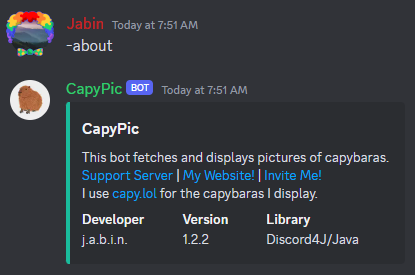 Jabin Today at 7:51 AM
-about
CapyPic BOT Today at 7:51 AM
CapyPic
This bot fetches and displays pictures of capybaras.
Support Server | My Website! | Invite Me!
I use capy.lol for the capybaras I display.
Developer Version Library
j.a.b.i.n. 1.2.2 Discord4J/Java